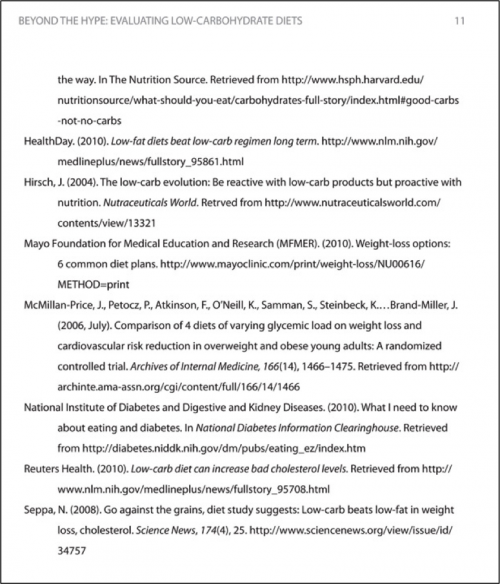 BEYOND THE HYPE: EVALUATING LOW-CARBOHYDRATE DIETS 11
the way. In The Nutrition Source. Retrieved from http://www.hsph.harvard.edu/
nutritionsource/what-should-you-eat/carbohydrates-full-story/index.html#good-carbs
-not-no-carbs
HealthDay. (2010). Low-fat diets beat low-carb regimen long term. http://www.nlm.nih.gov/
medlineplus/news/fullstory_95861.html
Hirsch, J. (2004). The low-carb evolution: Be reactive with low-carb products but proactive with
nutrition. Nutraceuticals World. Retrved from http://www.nutraceuticalsworld.com/
contents/view/13321
Mayo Foundation for Medical Education and Research (MFMER). (2010). Weight-loss options:
6 common diet plans. http://www.mayoclinic.com/print/weight-loss/NU00616/
METHOD=print
McMillan-Price, J., Petocz, P., Atkinson, F., O'Neill, K., Samman, S., Steinbeck, K.…Brand-Miller, J.
(2006, July). Comparison of 4 diets of varying glycemic load on weight loss and
cardiovascular risk reduction in overweight and obese young adults: A randomized
controlled trial. Archives of Internal Medicine, 166(14), 1466–1475. Retrieved from http://
archinte.ama-assn.org/cgi/content/full/166/14/1466
National Institute of Diabetes and Digestive and Kidney Diseases. (2010). What I need to know
about eating and diabetes. In National Diabetes Information Clearinghouse. Retrieved
from http://diabetes.niddk.nih.gov/dm/pubs/eating_ez/index.htm
Reuters Health. (2010). Low-carb diet can increase bad cholesterol levels. Retrieved from http://
www.nlm.nih.gov/medlineplus/news/fullstory_95708.html
Seppa, N. (2008). Go against the grains, diet study suggests: Low-carb beats low-fat in weight
loss, cholesterol. Science News, 174(4), 25. http://www.sciencenews.org/view/issue/id/
34757